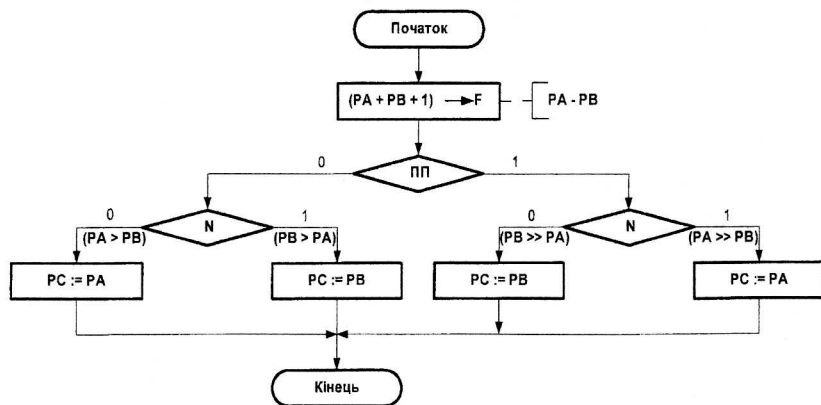 Початок
(PA + PB + 1) → F
PA - PB
0
ПП
1
0
N
1
0
N
1
(PA > PB)
(PB > PA)
(PB >> PA)
(PA >> PB)
PC := PA
PC := PB
PC := PB
PC := PA
Кінець